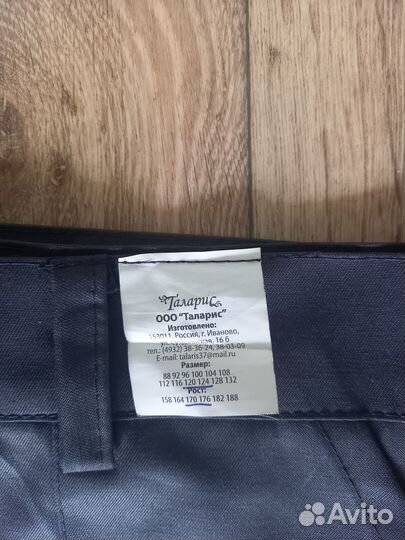 Таларис
ООО "Таларис"
Изготовлено:
153011, Россия, г. Иваново,
16 б
тел.: (4932) 38-36-24, 38-03-09
E-mail: talaris37@mail.ru
Размер:
88 92 96 100 104 108
112 116 120 124 128 132
Рост:
158 164 170 176 182 188
Avito